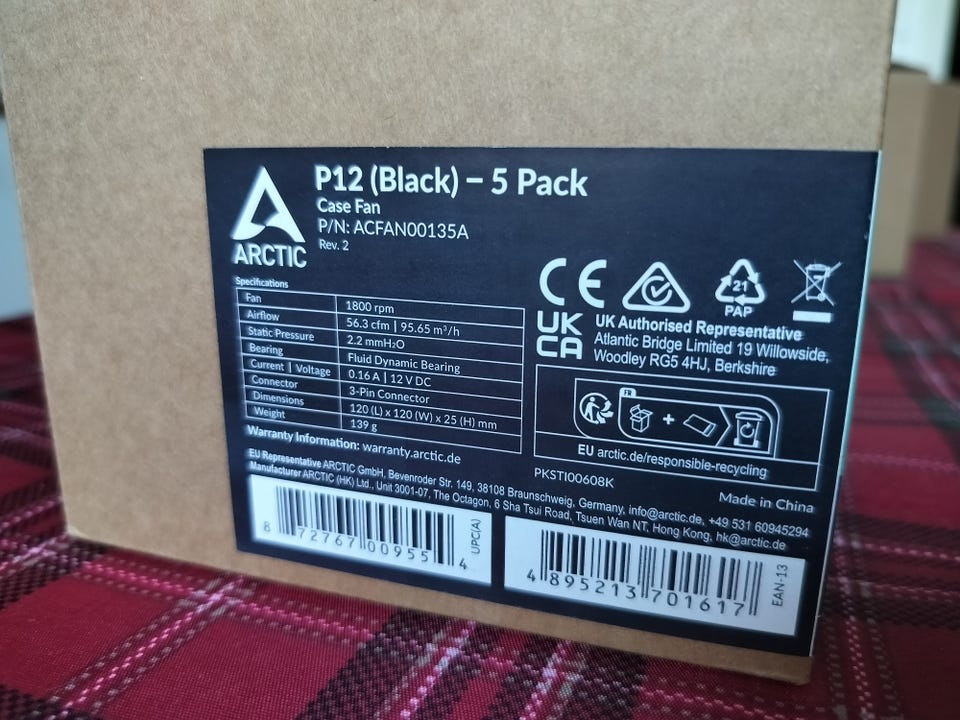 P12 (Black) – 5 Pack
Case Fan
P/N: ACFAN00135A
Rev. 2
ARCTIC
Specifications
Fan 1800 rpm
Airflow 56.3 cfm | 95.65 m³/h
Static Pressure 2.2 mmH₂O
Bearing Fluid Dynamic Bearing
Current | Voltage 0.16 A | 12 V DC
Connector 3-Pin Connector
Dimensions 120 (L) x 120 (W) x 25 (H) mm
Weight 139 g
Warranty Information: warranty.arctic.de
CE
21
PAP
UK
CA
UK Authorised Representative
Atlantic Bridge Limited 19 Willowside,
Woodley RG5 4HJ, Berkshire
FR
+
EU arctic.de/responsible-recycling
PKSTI00608K
Made in China
EU Representative ARCTIC GmbH, Bevenroder Str. 149, 38108 Braunschweig, Germany, info@arctic.de, +49 531 60945294
Manufacturer ARCTIC (HK) Ltd., Unit 3001-07, The Octagon, 6 Sha Tsui Road, Tsuen Wan NT, Hong Kong, hk@arctic.de
8 72767 00955 4
UPC(A)
4 895213 701617
EAN-13